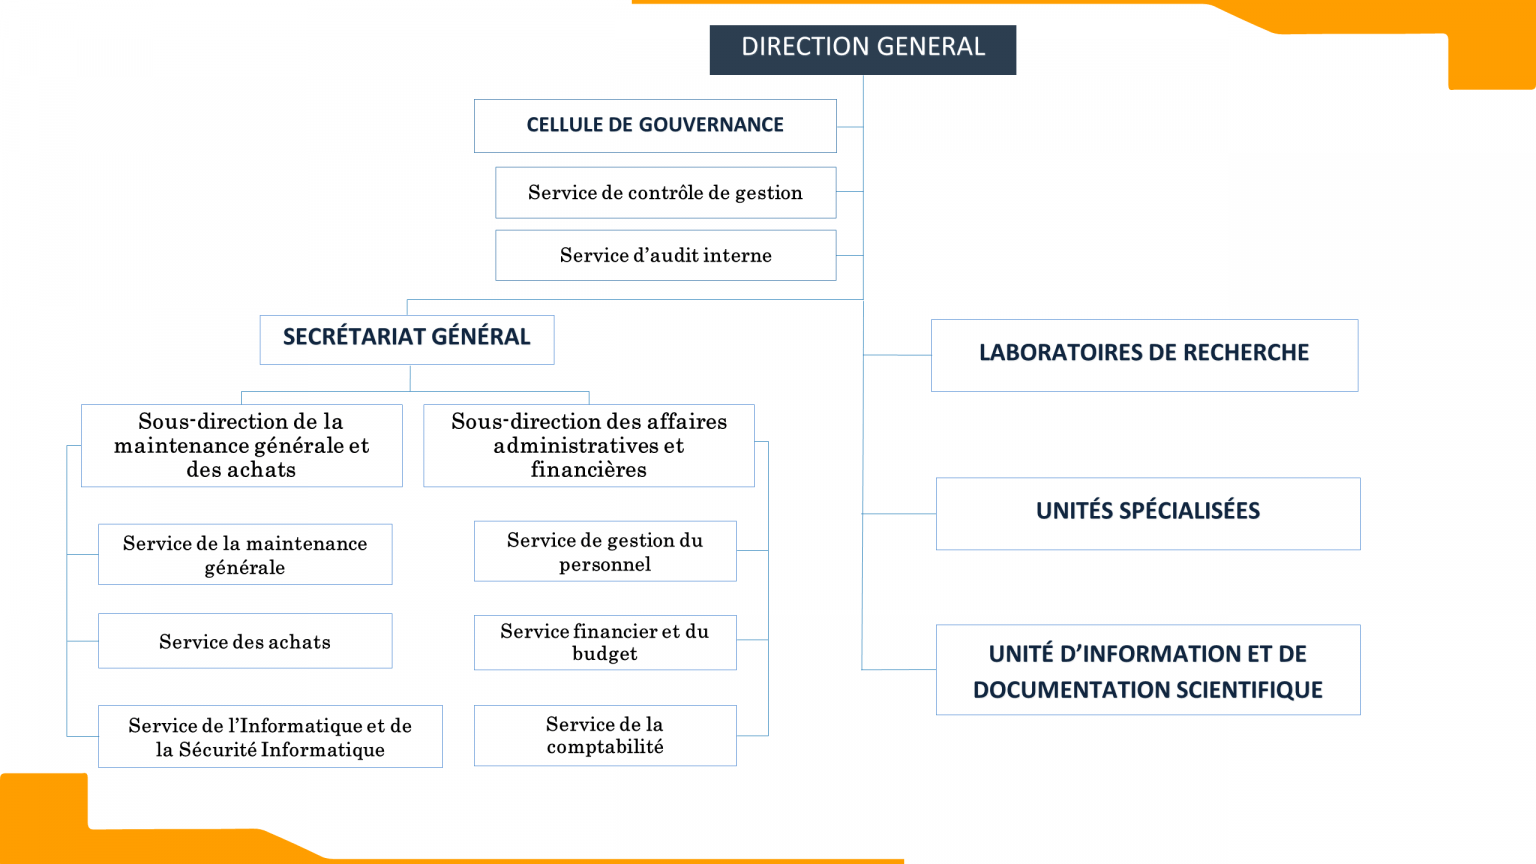 DIRECTION GENERAL
CELLULE DE GOUVERNANCE
Service de contrôle de gestion
Service d’audit interne
SECRÉTARIAT GÉNÉRAL
Sous-direction de la
maintenance générale et
des achats
Service de la maintenance
générale
Service des achats
Service de l’Informatique et de
la Sécurité Informatique
Sous-direction des affaires
administratives et
financières
Service de gestion du
personnel
Service financier et du
budget
Service de la
comptabilité
LABORATOIRES DE RECHERCHE
UNITÉS SPÉCIALISÉES
UNITÉ D’INFORMATION ET DE
DOCUMENTATION SCIENTIFIQUE